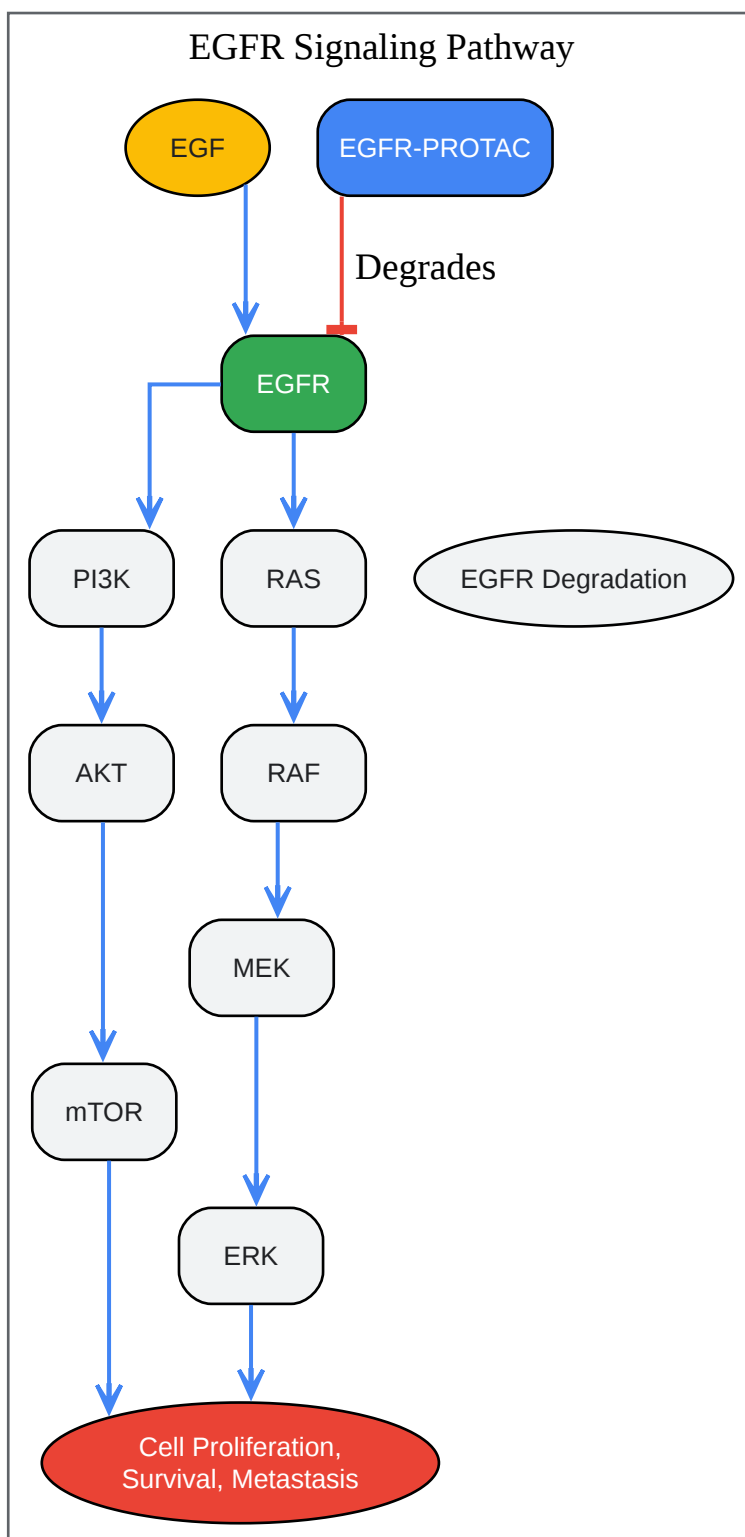 EGFR Signaling Pathway
EGF
EGFR-PROTAC
Degrades
EGFR
PI3K
RAS
EGFR Degradation
AKT
RAF
MEK
mTOR
ERK
Cell Proliferation,
Survival, Metastasis